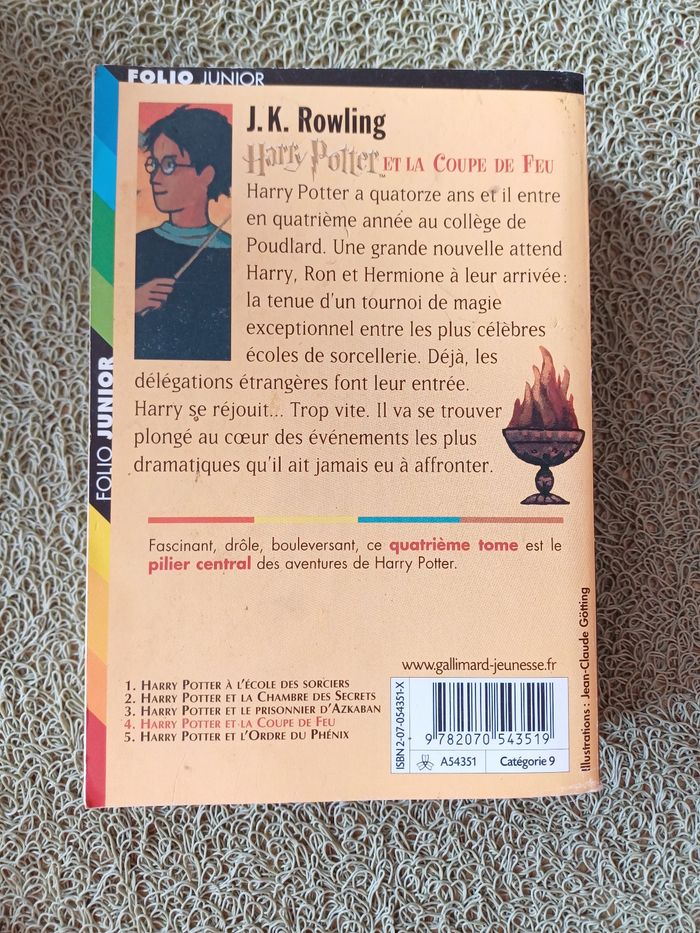 FOLIO JUNIOR
J.K. Rowling
Harry Potter ET LA COUPE DE FEU
TM
Harry Potter a quatorze ans et il entre
en quatrième année au collège de
Poudlard. Une grande nouvelle attend
Harry, Ron et Hermione à leur arrivée :
la tenue d'un tournoi de magie
exceptionnel entre les plus célèbres
écoles de sorcellerie. Déjà, les
délégations étrangères font leur entrée.
Harry se réjouit... Trop vite. Il va se trouver
plongé au cœur des événements les plus
dramatiques qu'il ait jamais eu à affronter.
FOLIO JUNIOR
Fascinant, drôle, bouleversant, ce quatrième tome est le
pilier central des aventures de Harry Potter.
www.gallimard-jeunesse.fr
1. HARRY POTTER À L'ÉCOLE DES SORCIERS
2. HARRY POTTER ET LA CHAMBRE DES SECRETS
3. HARRY POTTER ET LE PRISONNIER D'AZKABAN
4. HARRY POTTER ET LA COUPE DE FEU
5. HARRY POTTER ET L'ORDRE DU PHÉNIX
ISBN 2-07-054351-X
9 782070 543519
A54351
Catégorie 9
Illustrations : Jean-Claude Götting